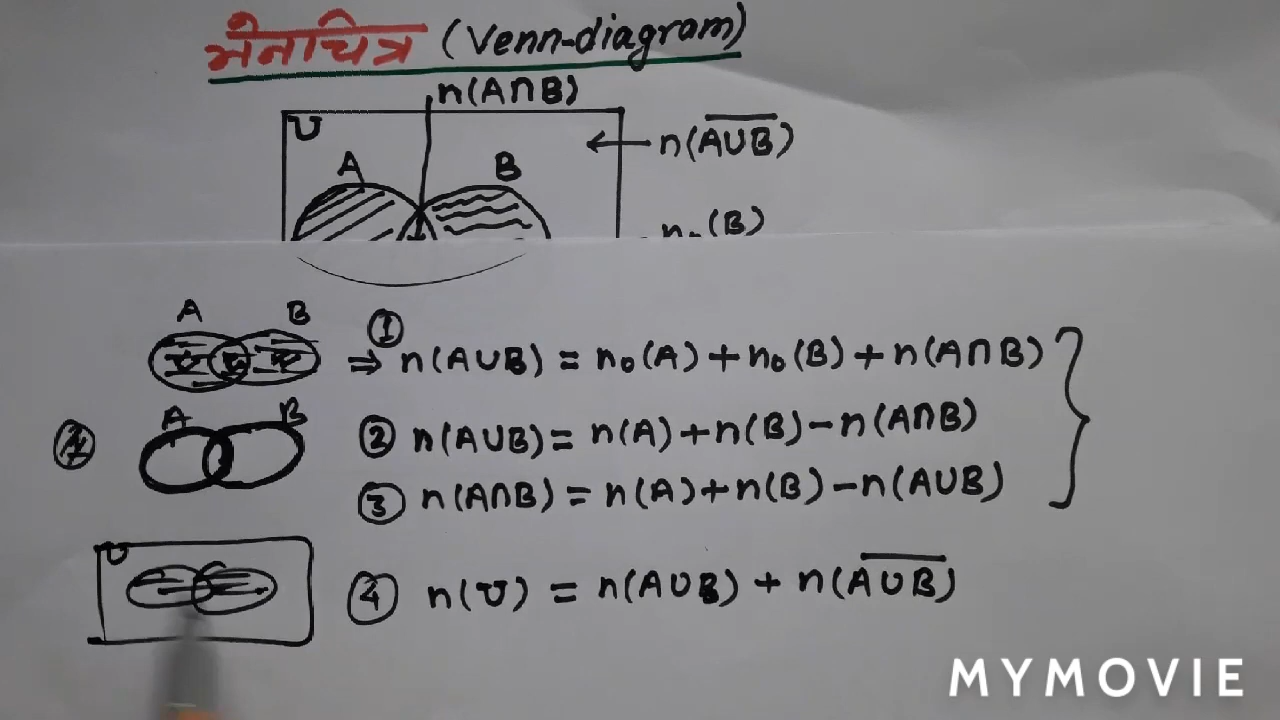 भेनचित्र (Venn-diagram)
n(A∩B)
U
n(A∪B)̅
A B
n₀(B)
A B
① ⇒ n(A∪B) = n₀(A) + n₀(B) + n(A∩B)
A B
② n(A∪B) = n(A) + n(B) - n(A∩B)
③ n(A∩B) = n(A) + n(B) - n(A∪B)
U
④ n(U) = n(A∪B) + n(A∪B)̅
MYMOVIE